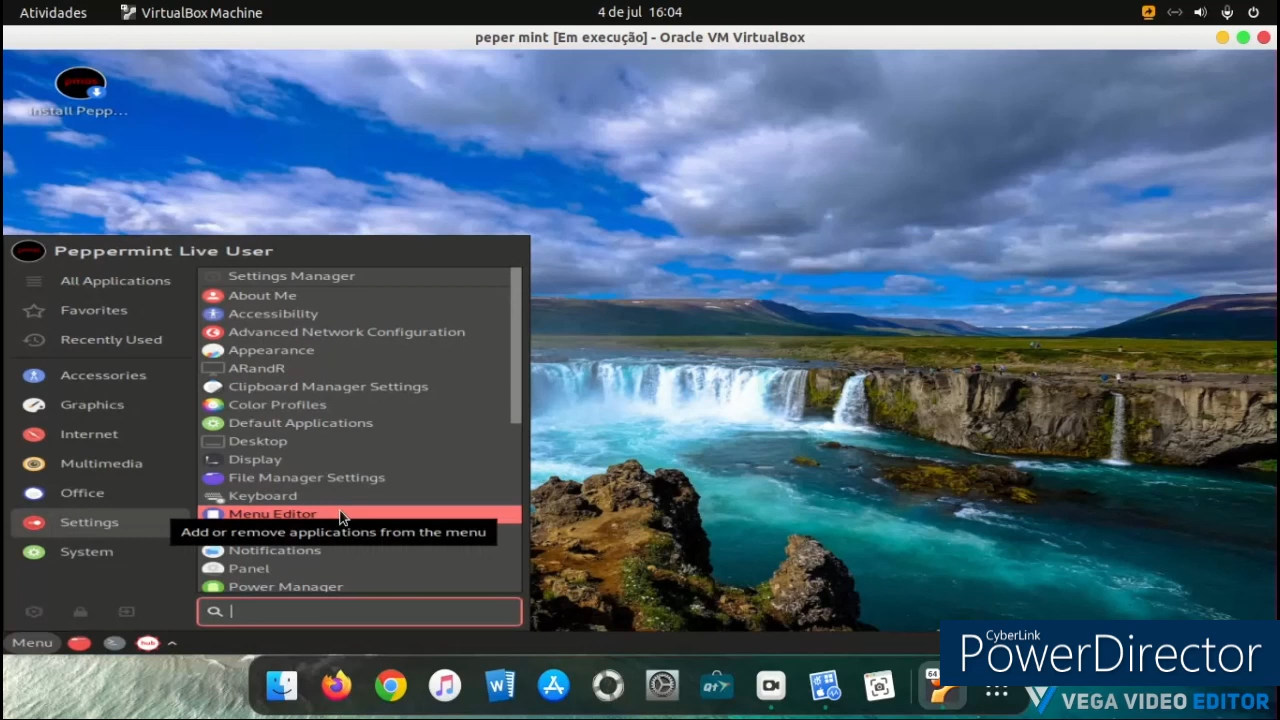 Atividades
VirtualBox Machine
4 de jul 16:04
peper mint [Em execução] - Oracle VM VirtualBox
Install Pepp...
Peppermint Live User
All Applications
Favorites
Recently Used
Accessories
Graphics
Internet
Multimedia
Office
Settings
System
Settings Manager
About Me
Accessibility
Advanced Network Configuration
Appearance
ARandR
Clipboard Manager Settings
Color Profiles
Default Applications
Desktop
Display
File Manager Settings
Keyboard
Menu Editor
Add or remove applications from the menu
Notifications
Panel
Power Manager
Menu
hub
64
CyberLink
PowerDirector
VEGA VIDEO EDITOR